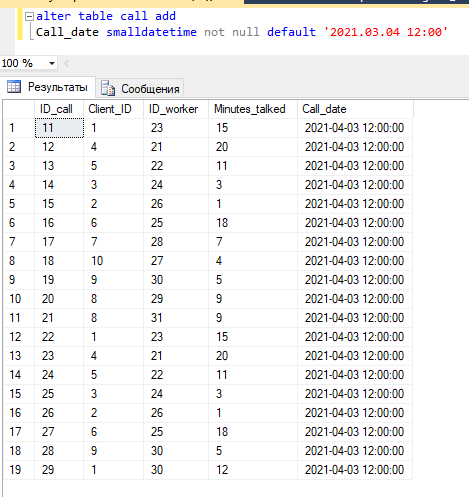 alter table call add
Call_date smalldatetime not null default '2021.03.04 12:00'
100 %
Результаты Сообщения
ID_call Client_ID ID_worker Minutes_talked Call_date
1 11 1 23 15 2021-04-03 12:00:00
2 12 4 21 20 2021-04-03 12:00:00
3 13 5 22 11 2021-04-03 12:00:00
4 14 3 24 3 2021-04-03 12:00:00
5 15 2 26 1 2021-04-03 12:00:00
6 16 6 25 18 2021-04-03 12:00:00
7 17 7 28 7 2021-04-03 12:00:00
8 18 10 27 4 2021-04-03 12:00:00
9 19 9 30 5 2021-04-03 12:00:00
10 20 8 29 9 2021-04-03 12:00:00
11 21 8 31 9 2021-04-03 12:00:00
12 22 1 23 15 2021-04-03 12:00:00
13 23 4 21 20 2021-04-03 12:00:00
14 24 5 22 11 2021-04-03 12:00:00
15 25 3 24 3 2021-04-03 12:00:00
16 26 2 26 1 2021-04-03 12:00:00
17 27 6 25 18 2021-04-03 12:00:00
18 28 9 30 5 2021-04-03 12:00:00
19 29 1 30 12 2021-04-03 12:00:00